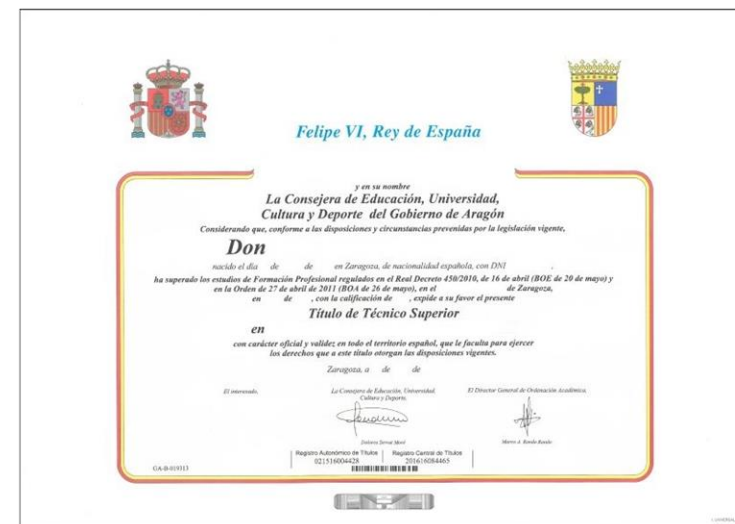 Felipe VI, Rey de España
y en su nombre
La Consejera de Educación, Universidad,
Cultura y Deporte del Gobierno de Aragón
Considerando que, conforme a las disposiciones y circunstancias prevenidas por la legislación vigente,
Don
nacido el día de de en Zaragoza, de nacionalidad española, con DNI ,
ha superado los estudios de Formación Profesional regulados en el Real Decreto 450/2010, de 16 de abril (BOE de 20 de mayo) y
en la Orden de 27 de abril de 2011 (BOA de 26 de mayo), en el de Zaragoza,
en de , con la calificación de , expide a su favor el presente
Título de Técnico Superior
en
con carácter oficial y validez en todo el territorio español, que le faculta para ejercer
los derechos que a este título otorgan las disposiciones vigentes.
Zaragoza, a de de
El interesado,
La Consejera de Educación, Universidad,
Cultura y Deporte,
El Director General de Ordenación Académica,
Marco A. Rando Rando
Registro Autonómico de Títulos
021516004428
Registro Central de Títulos
201616084465
GA-B-019313